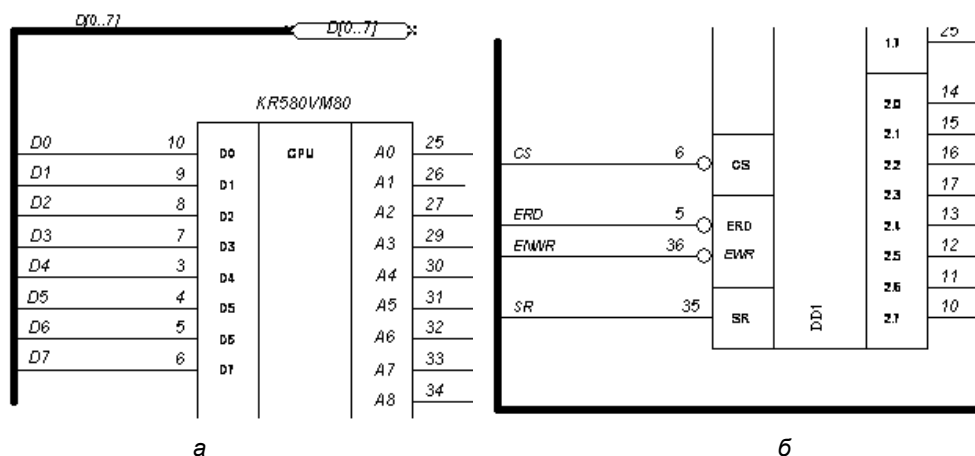 D[0..7]
D[0..7]
KR580VM80
D0 10 D0 CPU A0 25
D1 9 D1 A1 26
D2 8 D2 A2 27
D3 7 D3 A3 29
D4 3 D4 A4 30
D5 4 D5 A5 31
D6 5 D6 A6 32
D7 6 D7 A7 33
A8 34
а
1.7 25
2.0 14
2.1 15
CS 6 CS 2.2 16
2.3 17
ERD 5 ERD 2.4 13
ENWR 36 EWR 2.5 12
2.6 11
SR 35 SR DD1 2.7 10
б